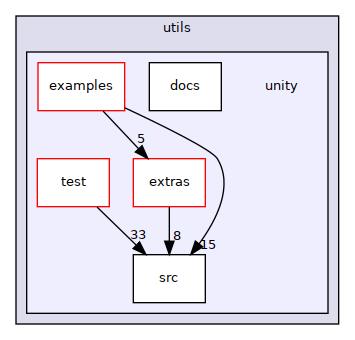 utils
examples
docs
unity
5
test
extras
33
8
15
src